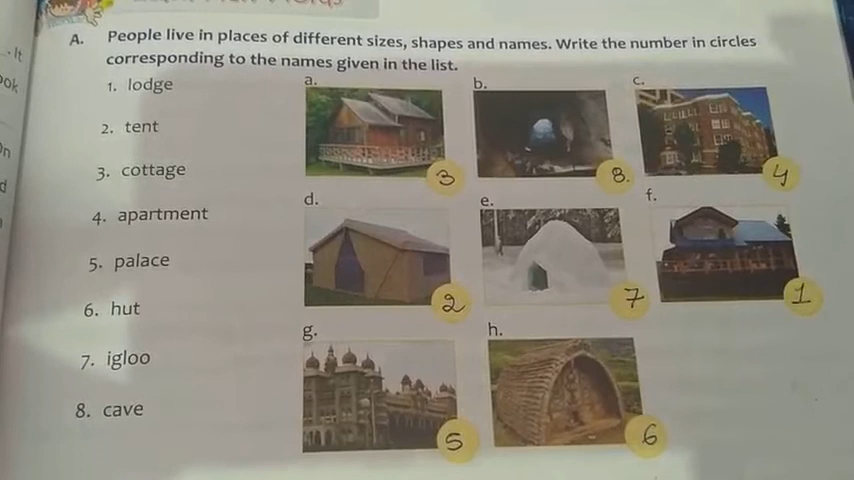 A. People live in places of different sizes, shapes and names. Write the number in circles
corresponding to the names given in the list.
1. lodge
2. tent
3. cottage
4. apartment
5. palace
6. hut
7. igloo
8. cave
a.
3
b.
8.
c.
4
d.
2
e.
7
f.
1
g.
5
h.
6